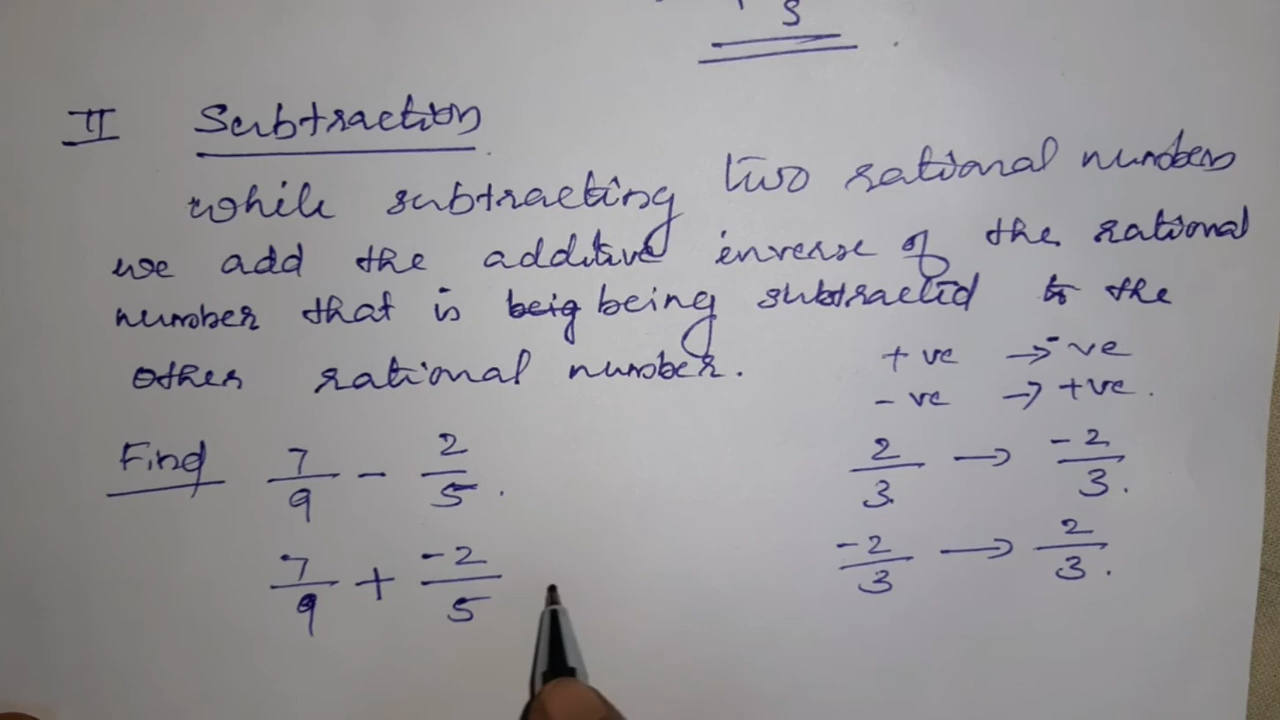 5
II Subtraction
while subtracting two rational numbers
we add the additive inverse of the rational
number that is beig being subtracted to the
other rational number.
+ve → -ve
-ve → +ve.
Find 7/9 - 2/5.
2/3 → -2/3.
7/9 + -2/5
-2/3 → 2/3.